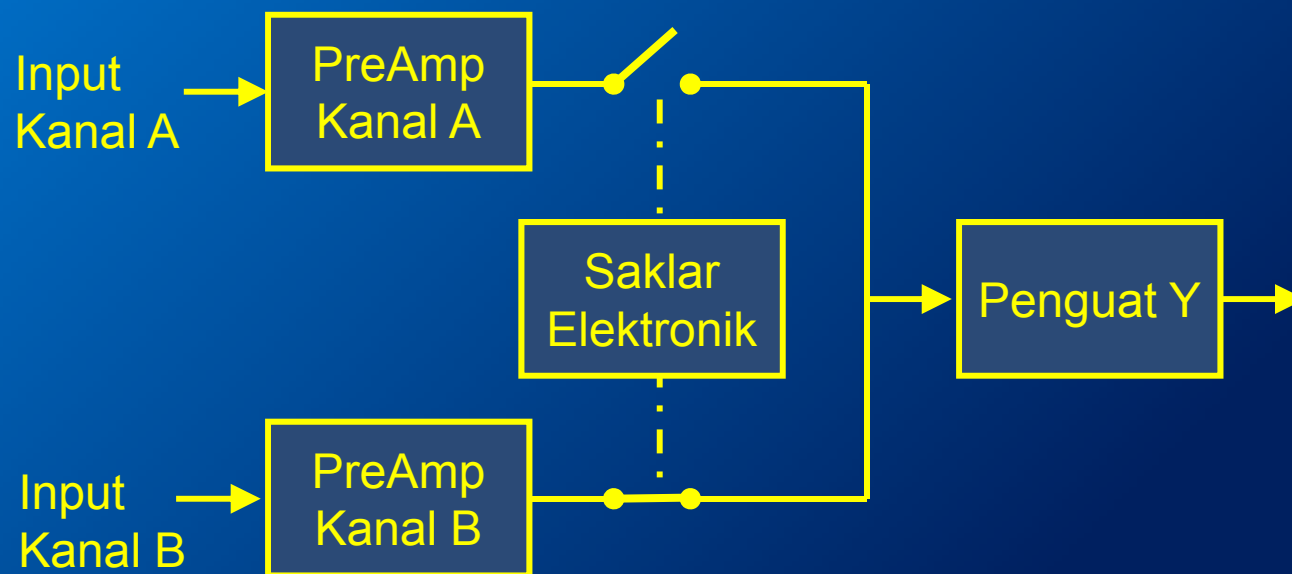 Input
Kanal A
PreAmp
Kanal A
Saklar
Elektronik
Penguat Y
Input
Kanal B
PreAmp
Kanal B